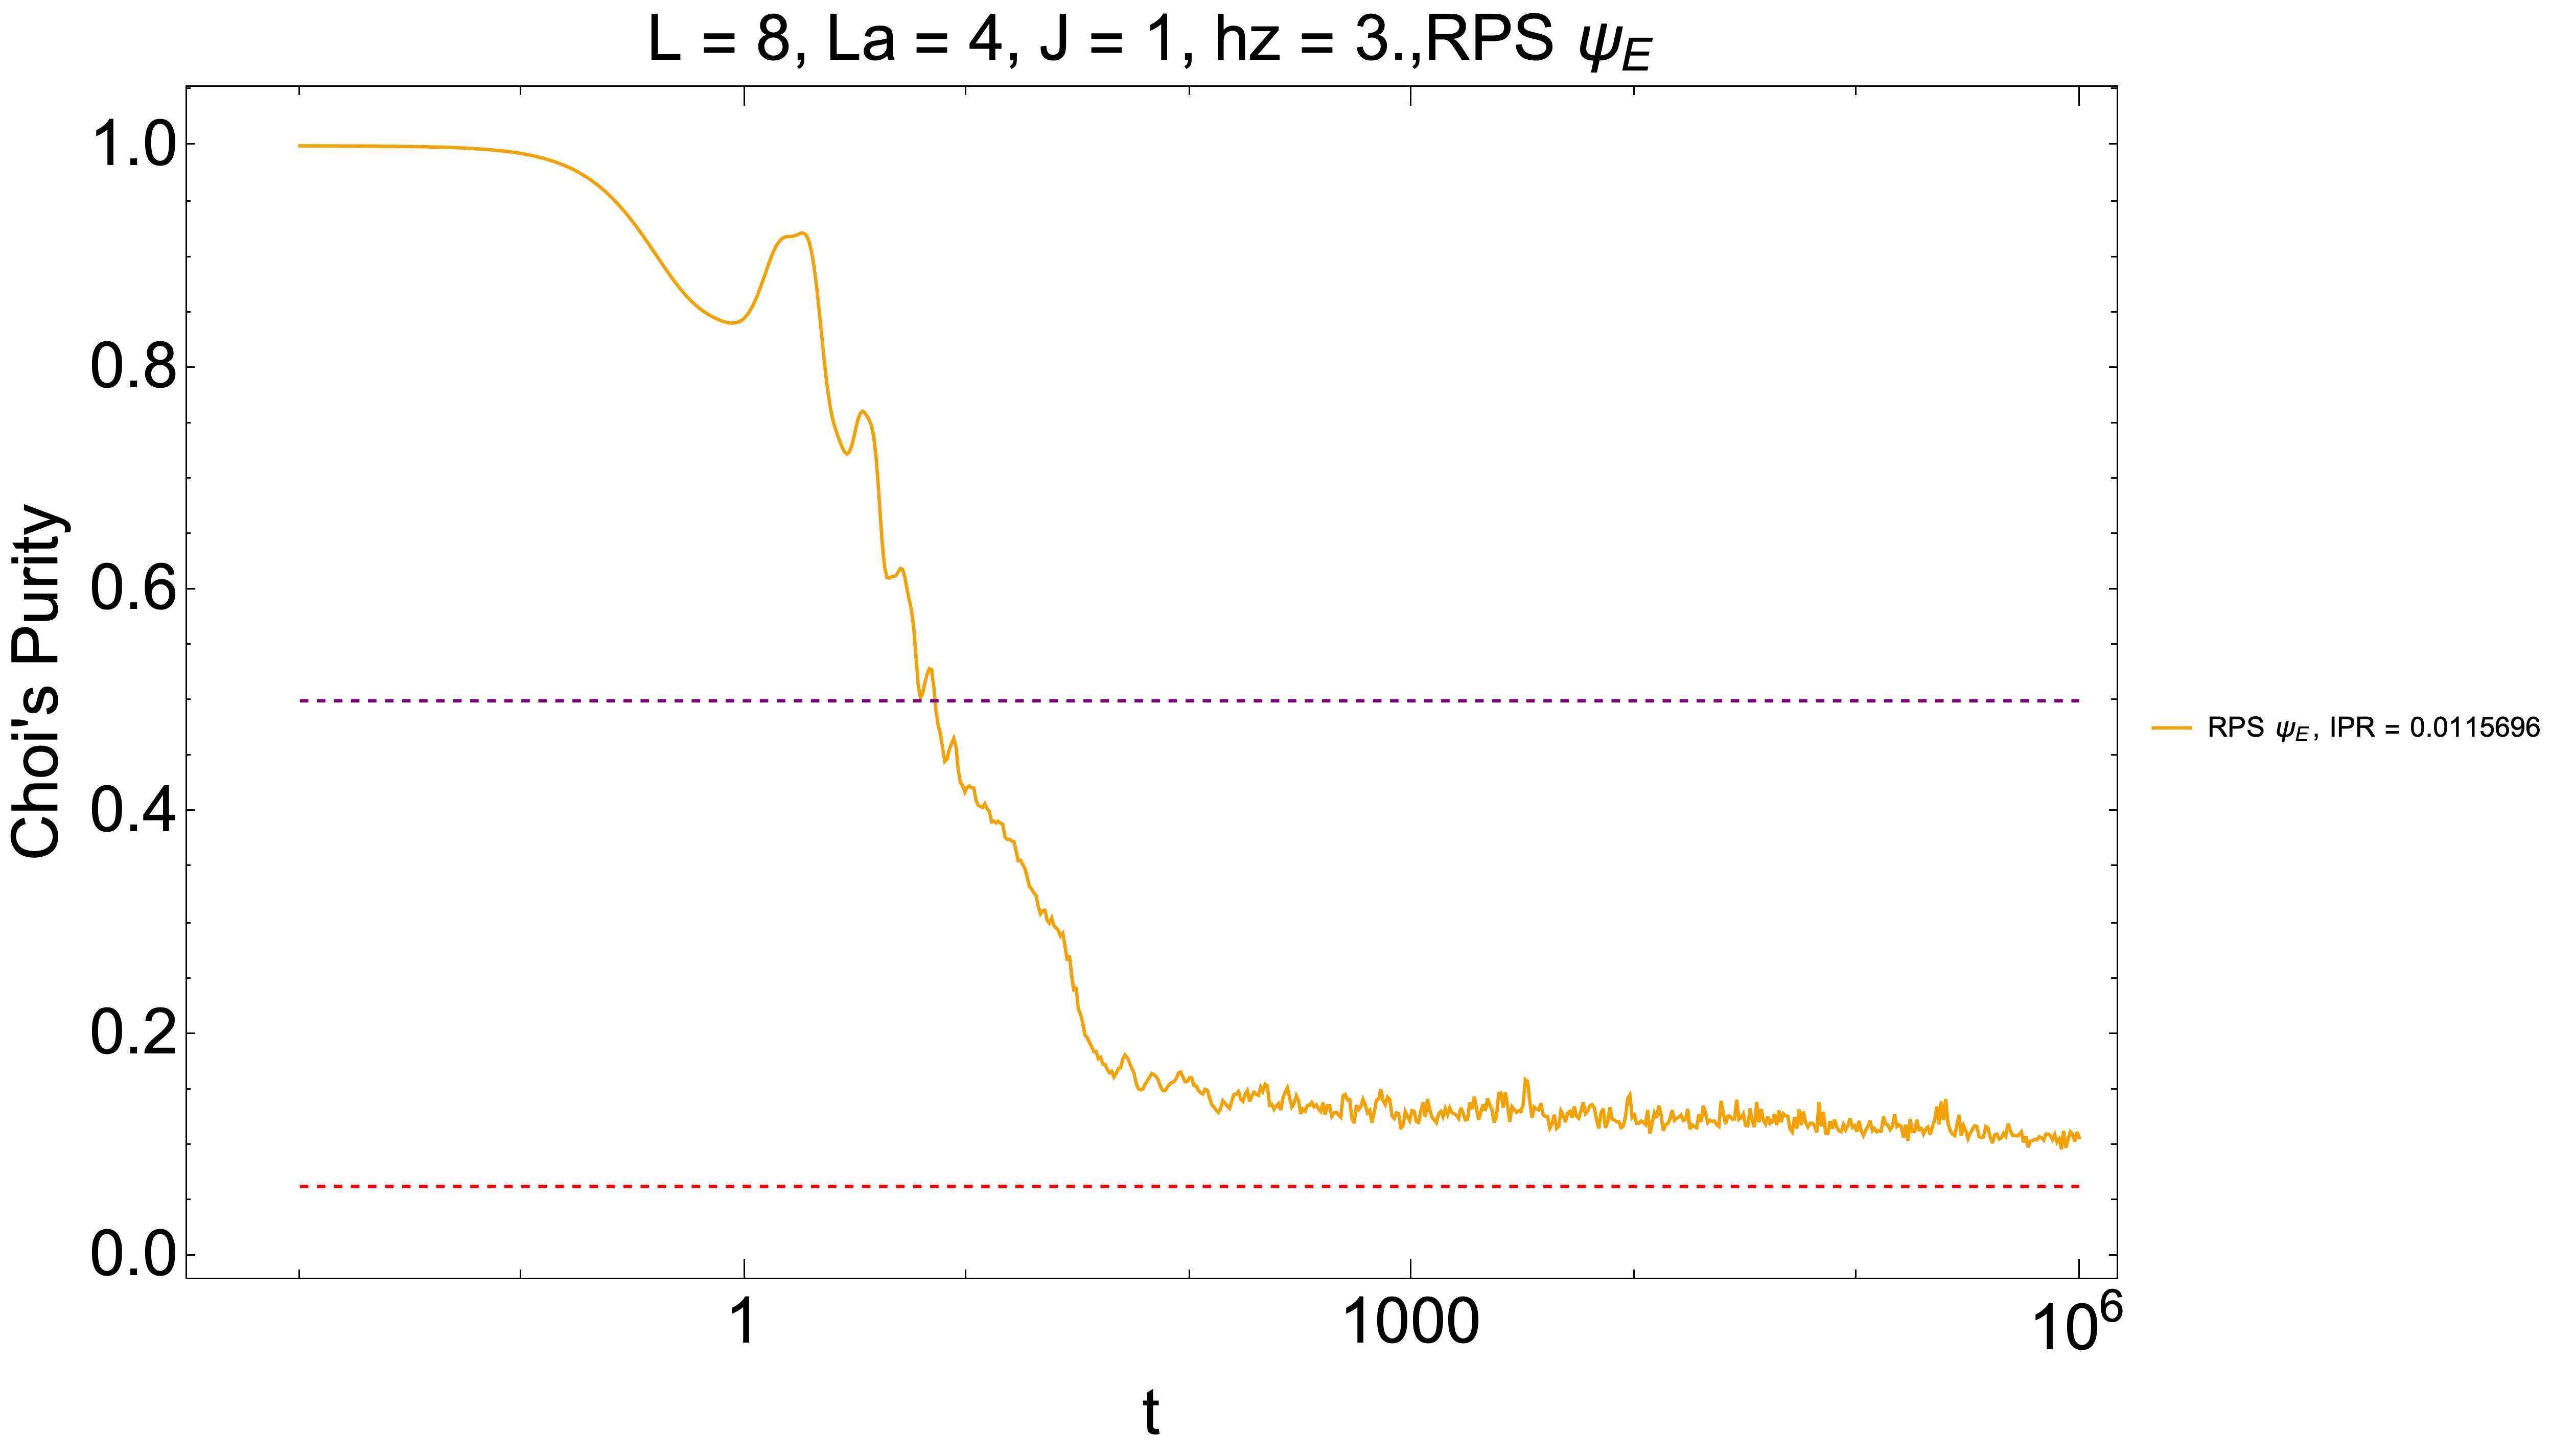 L = 8, La = 4, J = 1, hz = 3.,RPS ψE
Choi's Purity
1.0
0.8
0.6
0.4
0.2
0.0
1 1000 10^6
t
RPS ψE, IPR = 0.0115696